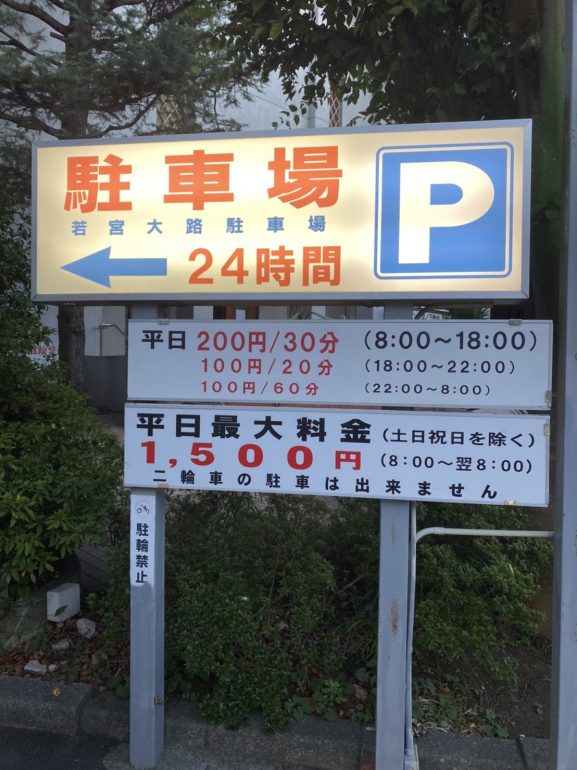 駐車場 P
若宮大路駐車場
24時間
平日 200円/30分 (8:00〜18:00)
100円/20分 (18:00〜22:00)
100円/60分 (22:00〜8:00)
平日最大料金(土日祝日を除く)
1,500円(8:00〜翌8:00)
二輪車の駐車は出来ません
駐輪禁止